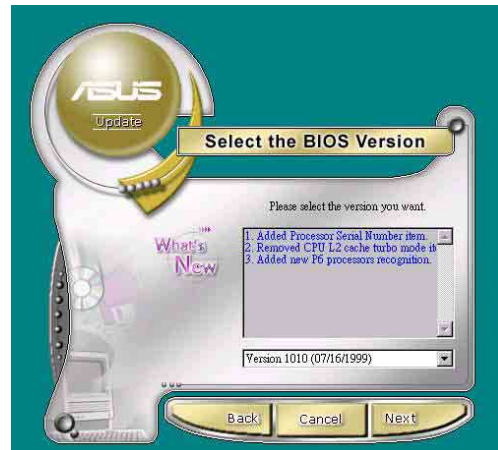 ASUS
Update
Select the BIOS Version
Please select the version you want.
What's
New
1. Added Processor Serial Number item.
2. Removed CPU L2 cache turbo mode it
3. Added new P6 processors recognition.
Version 1010 (07/16/1999)
Back
Cancel
Next